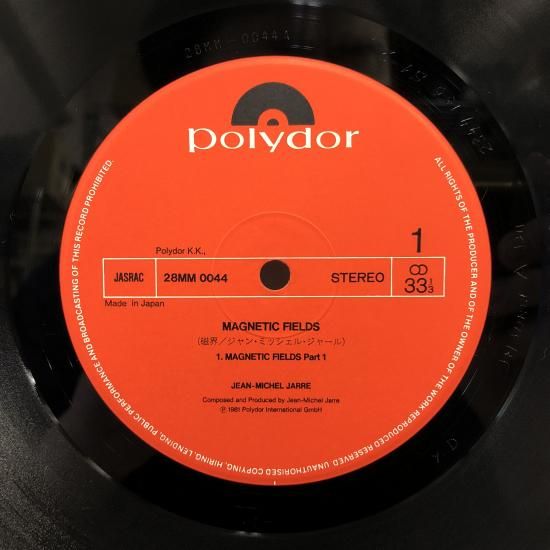 28MM-0044A
polydor
ALL RIGHTS OF THE PRODUCER AND OF THE OWNER OF THE WORK REPRODUCED RESERVED. UNAUTHORISED COPYING, HIRING, LENDING, PUBLIC PERFORMANCE AND BROADCASTING OF THIS RECORD PROHIBITED.
1
Polydor K.K.,
JASRAC 28MM 0044 STEREO 33 1/3
Made in Japan
MAGNETIC FIELDS
(磁界/ジャン・ミッシェル・ジャール)
1. MAGNETIC FIELDS Part 1
JEAN-MICHEL JARRE
Composed and Produced by Jean-Michel Jarre
Ⓟ 1981 Polydor International GmbH